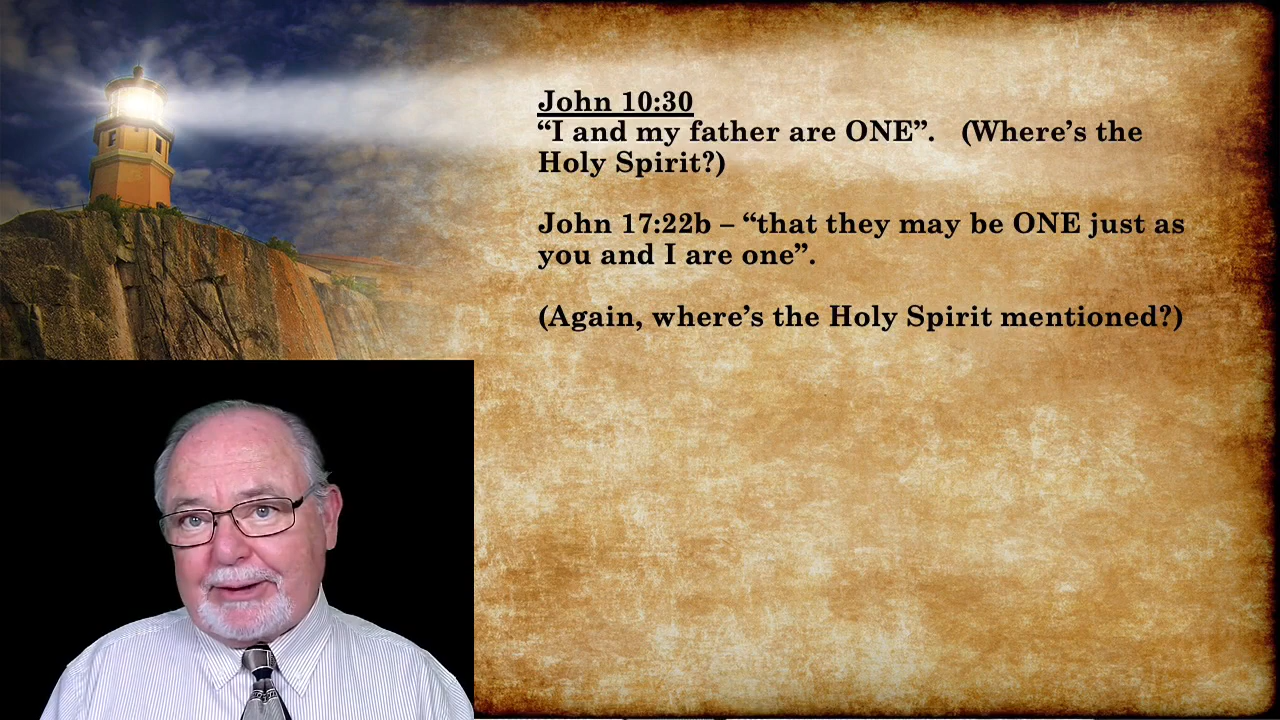 John 10:30
“I and my father are ONE”.   (Where’s the
Holy Spirit?)
John 17:22b – “that they may be ONE just as
you and I are one”.
(Again, where’s the Holy Spirit mentioned?)